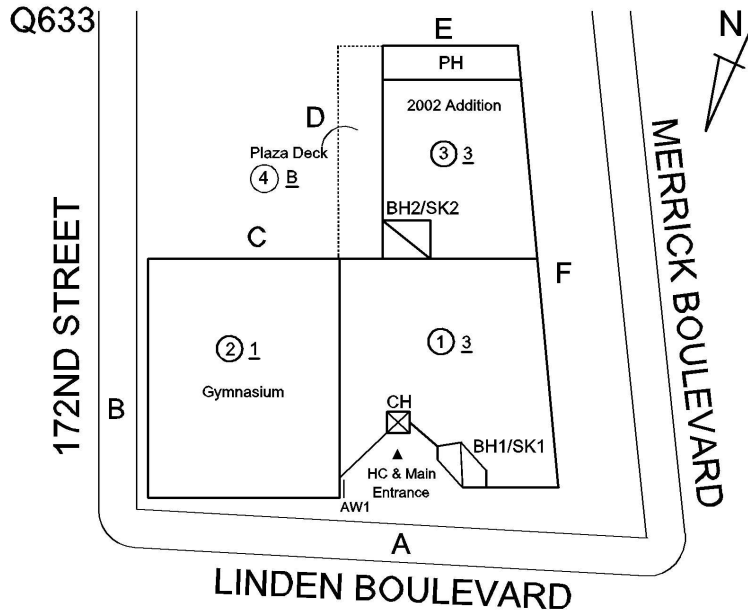 Q633
E
N
PH
2002 Addition
D
Plaza Deck
3 3
4 B
BH2/SK2
C
F
MERRICK BOULEVARD
172ND STREET
2 1
1 3
Gymnasium
B
CH
BH1/SK1
HC & Main
Entrance
AW1
A
LINDEN BOULEVARD